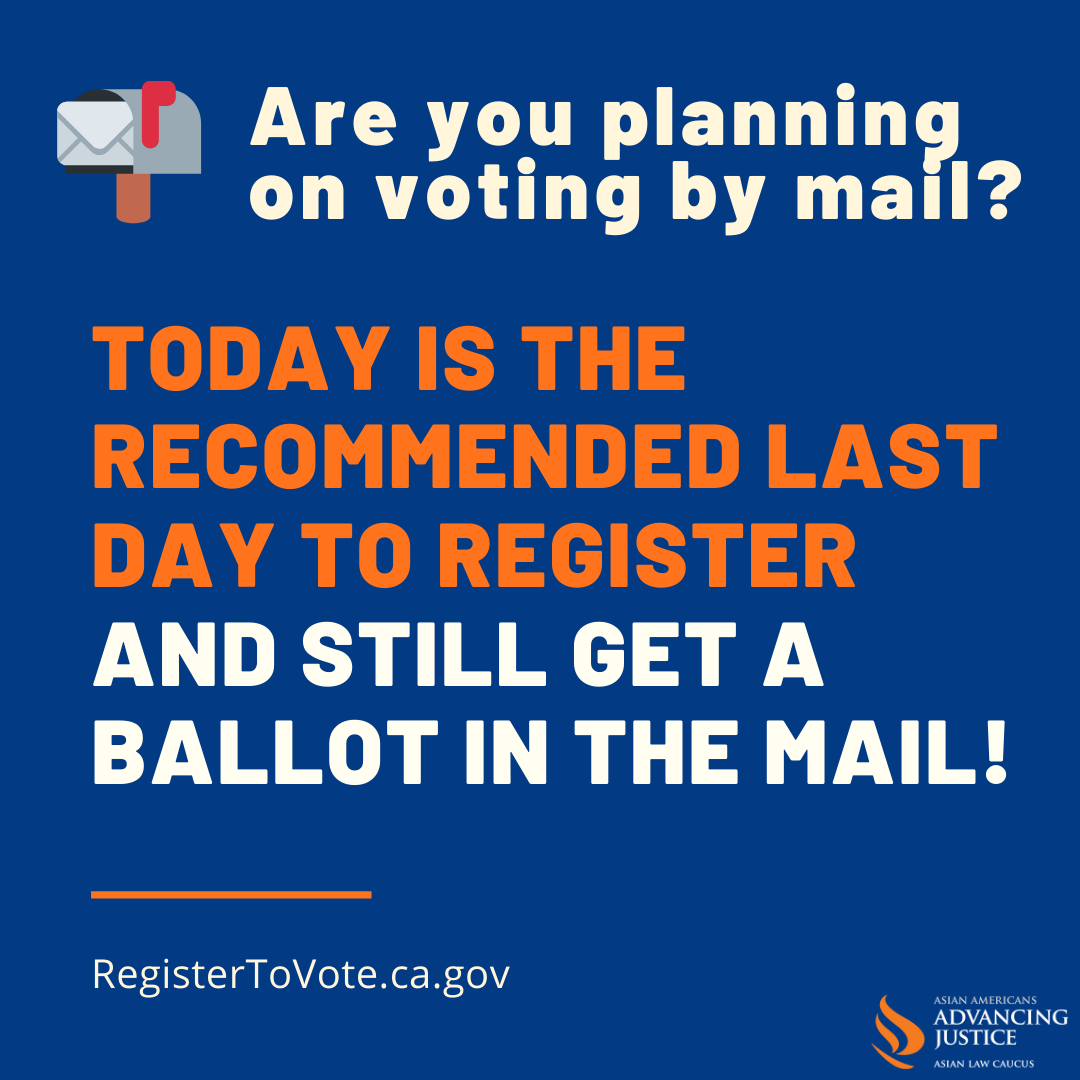 Are you planning
on voting by mail?
TODAY IS THE
RECOMMENDED LAST
DAY TO REGISTER
AND STILL GET A
BALLOT IN THE MAIL!
RegisterToVote.ca.gov
ASIAN AMERICANS
ADVANCING
JUSTICE
ASIAN LAW CAUCUS